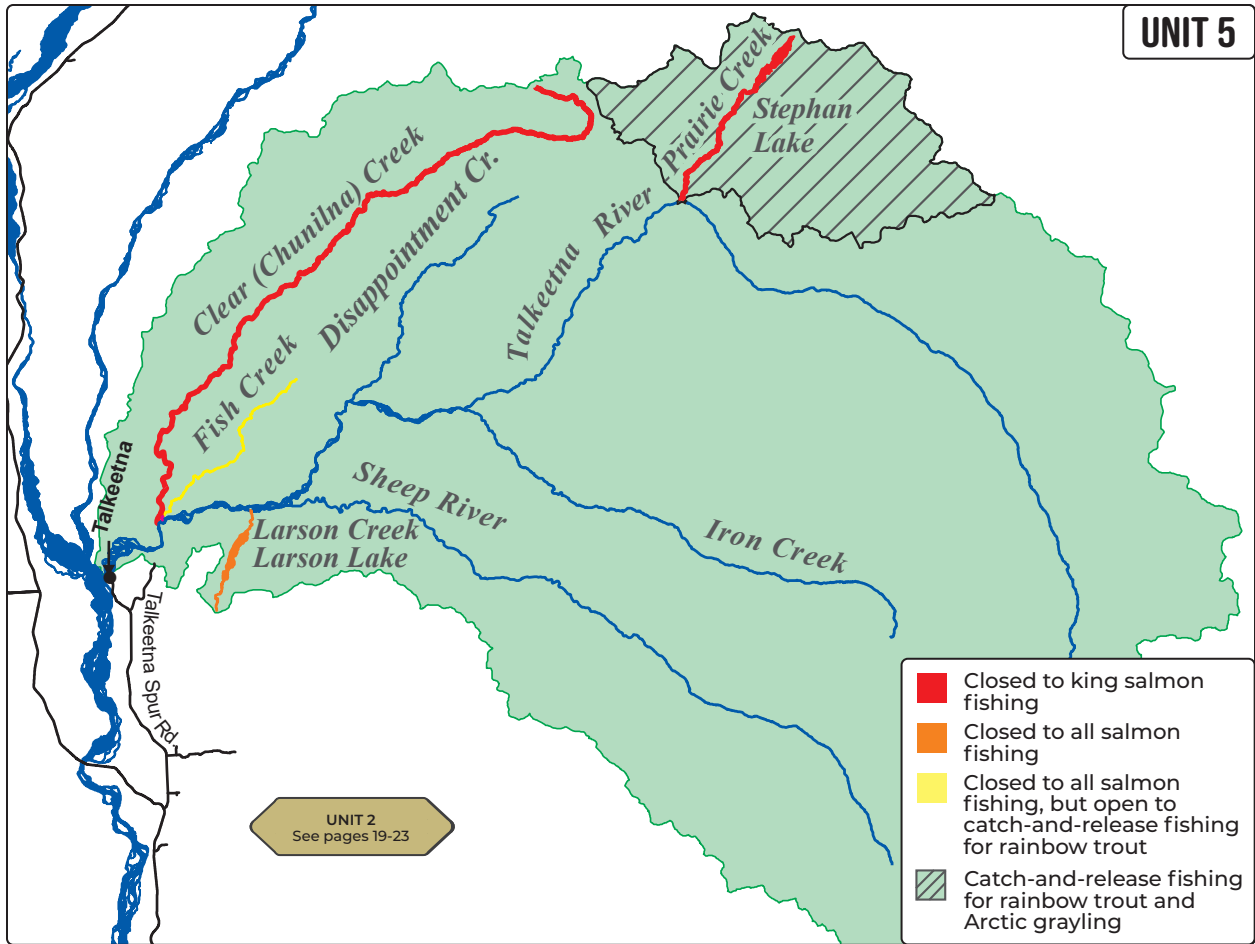 UNIT 5
Prairie Creek
Stephan
Lake
Clear (Chunilna) Creek
Disappointment Cr.
Talkeetna River
Fish Creek
Talkeetna
Sheep River
Larson Creek
Larson Lake
Iron Creek
Talkeetna Spur Rd.
UNIT 2
See pages 19-23
Closed to king salmon
fishing
Closed to all salmon
fishing
Closed to all salmon
fishing, but open to
catch-and-release fishing
for rainbow trout
Catch-and-release fishing
for rainbow trout and
Arctic grayling